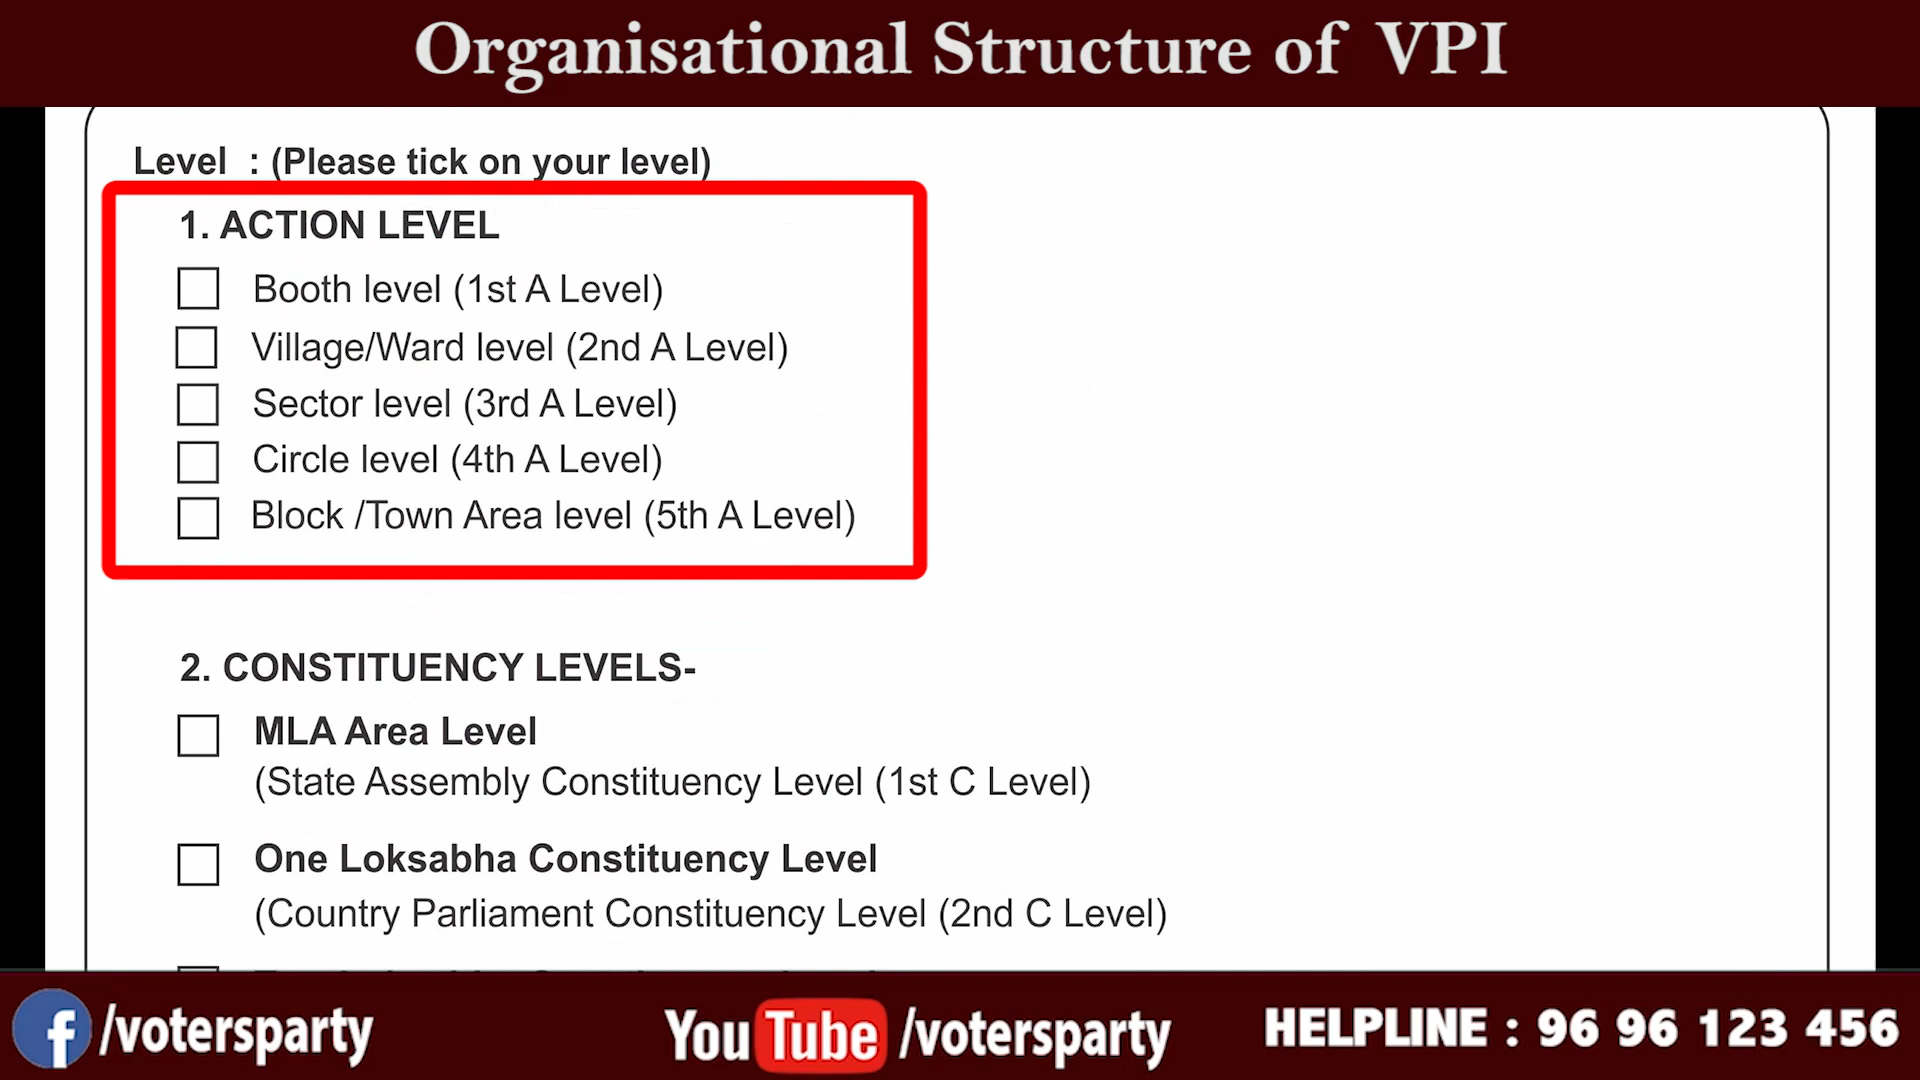 Organisational Structure of VPI
Level : (Please tick on your level)
1. ACTION LEVEL
Booth level (1st A Level)
Village/Ward level (2nd A Level)
Sector level (3rd A Level)
Circle level (4th A Level)
Block /Town Area level (5th A Level)
2. CONSTITUENCY LEVELS-
MLA Area Level
(State Assembly Constituency Level (1st C Level)
One Loksabha Constituency Level
(Country Parliament Constituency Level (2nd C Level)
f /votersparty
YouTube /votersparty
HELPLINE : 96 96 123 456